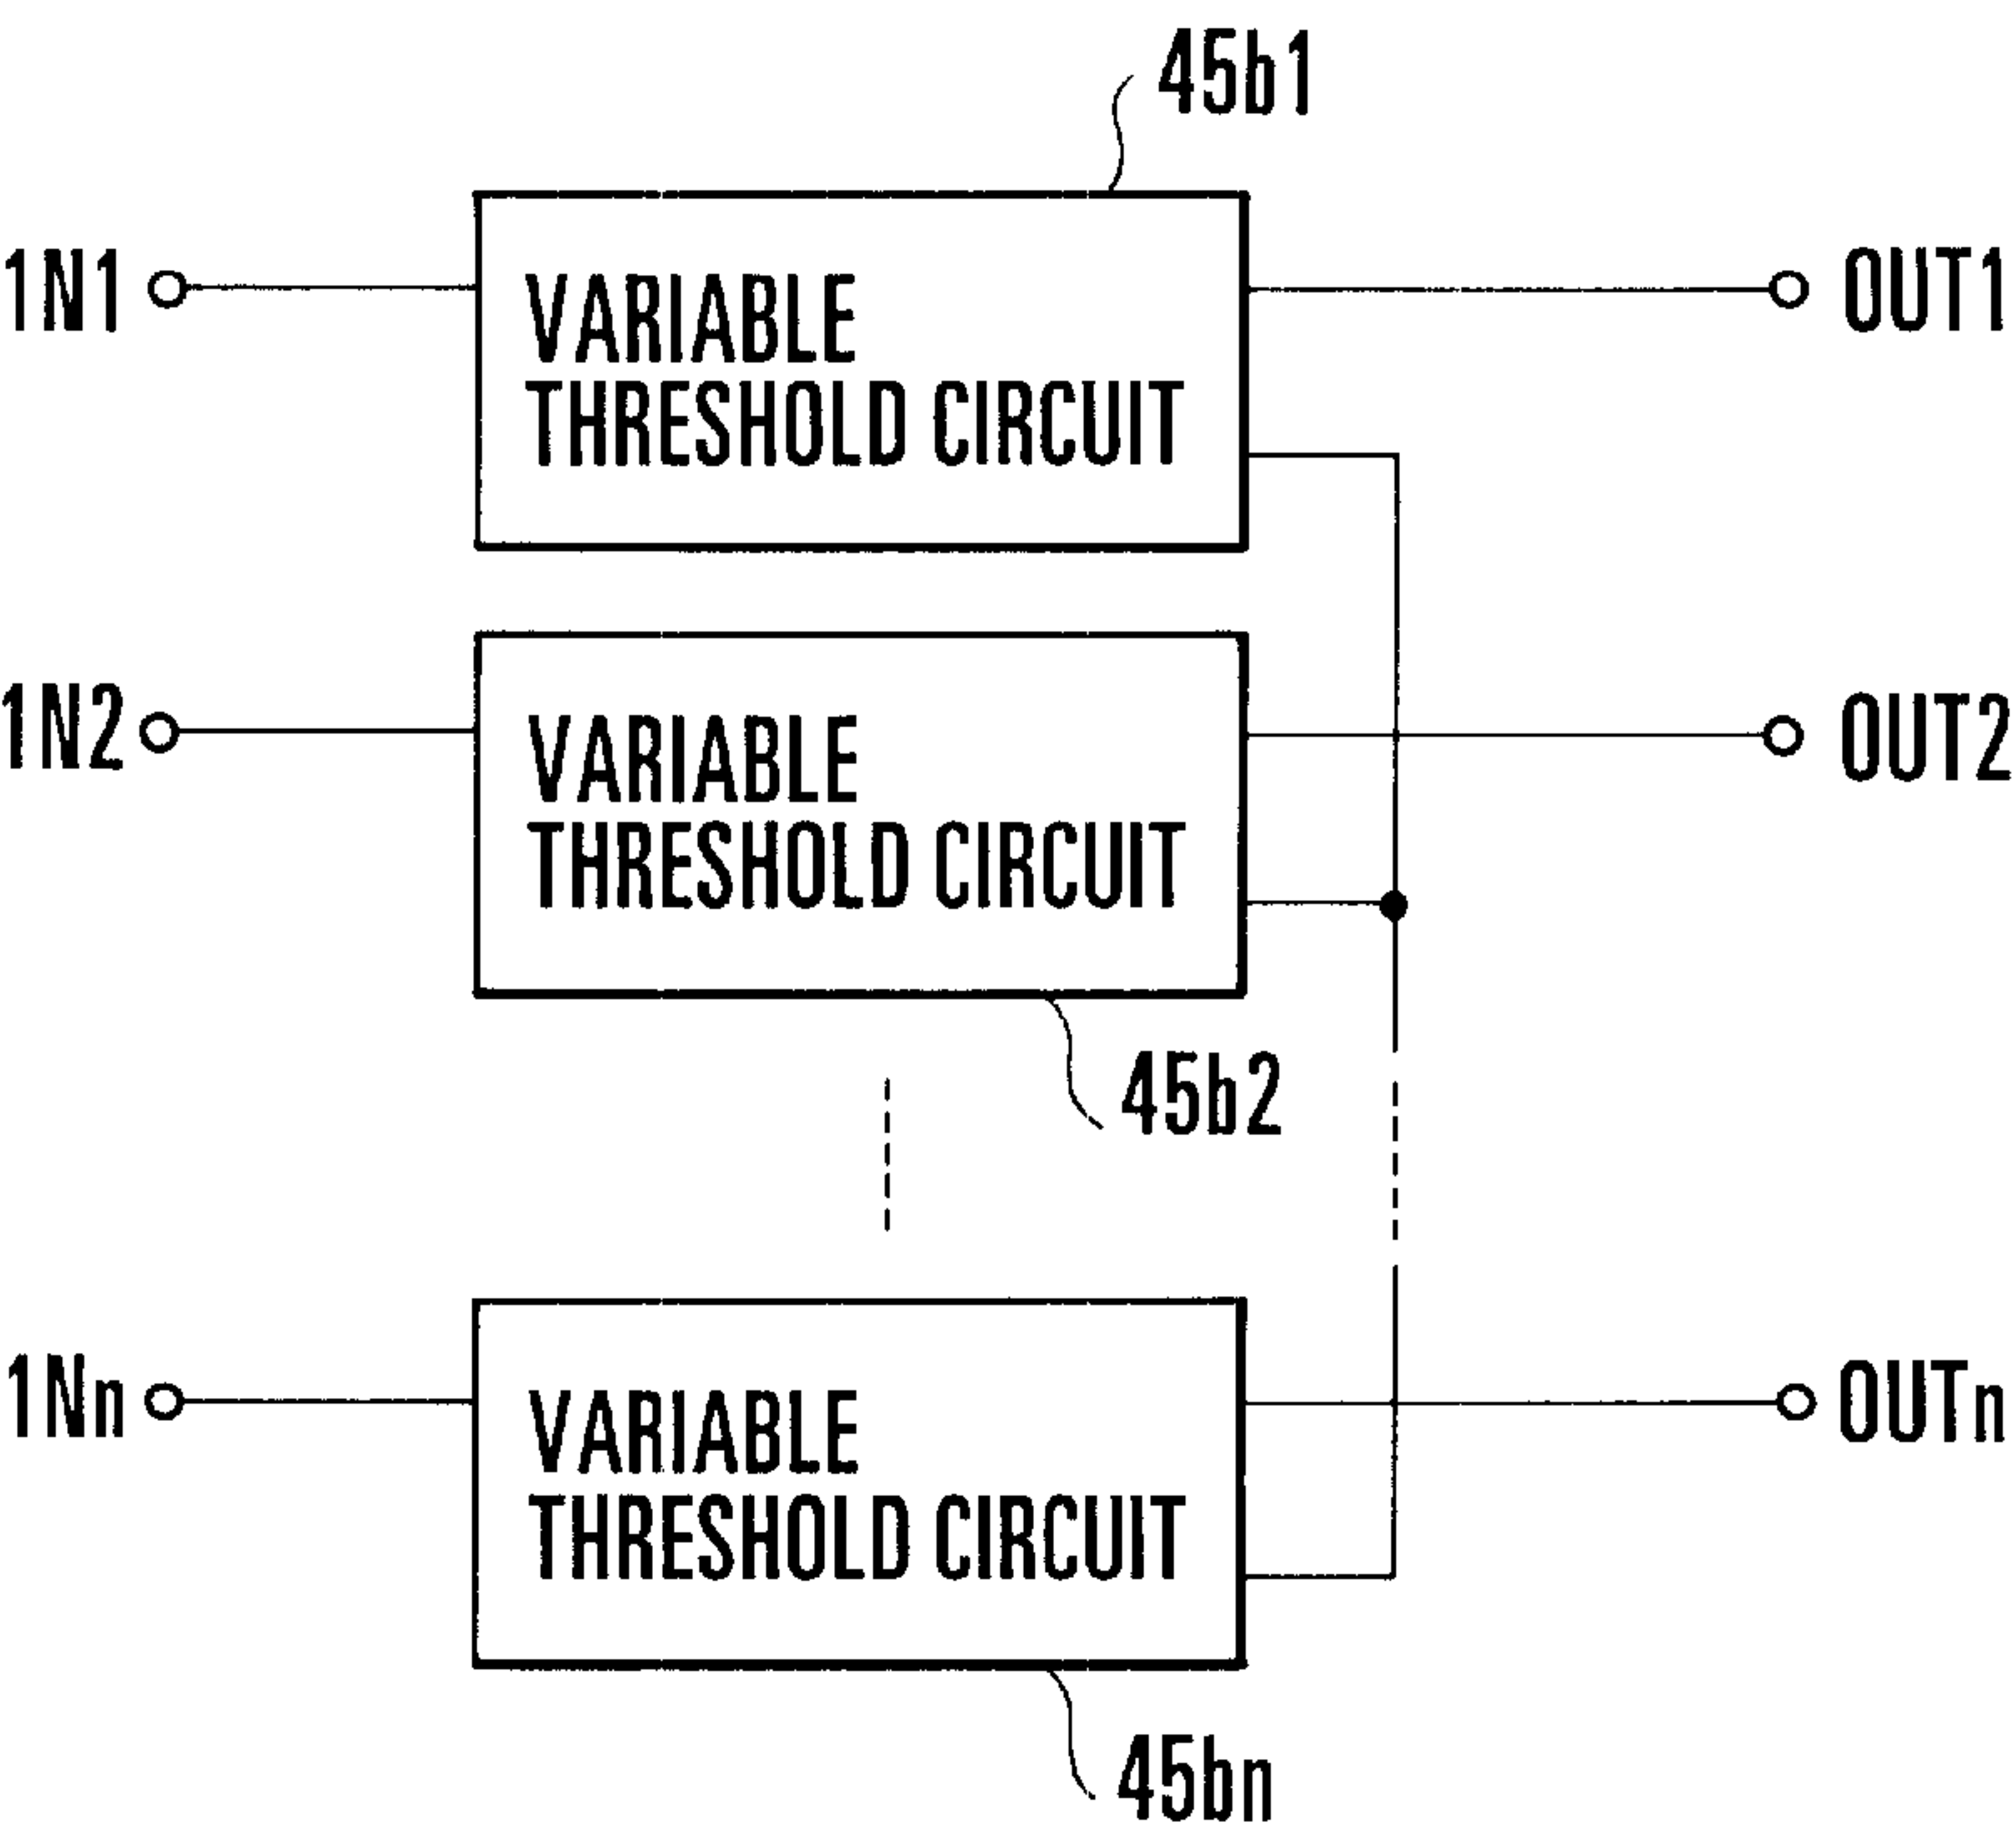 45b1
1N1
VARIABLE
THRESHOLD CIRCUIT
OUT1
1N2
VARIABLE
THRESHOLD CIRCUIT
OUT2
45b2
1Nn
VARIABLE
THRESHOLD CIRCUIT
OUTn
45bn